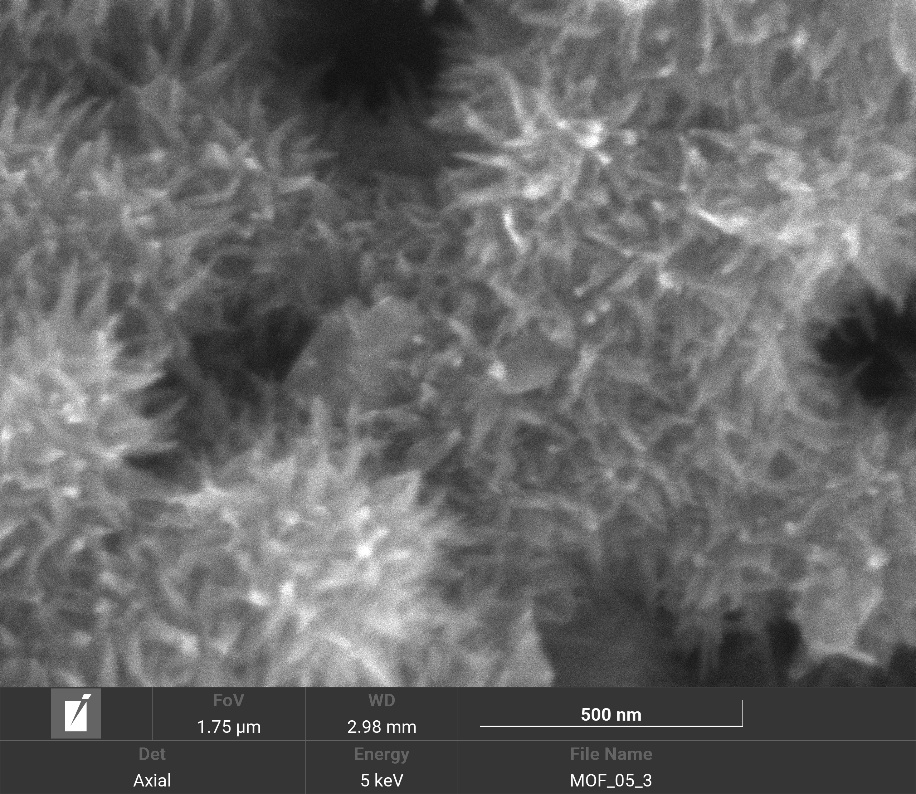 FoV
1.75 µm
WD
2.98 mm
500 nm
Det
Axial
Energy
5 keV
File Name
MOF_05_3